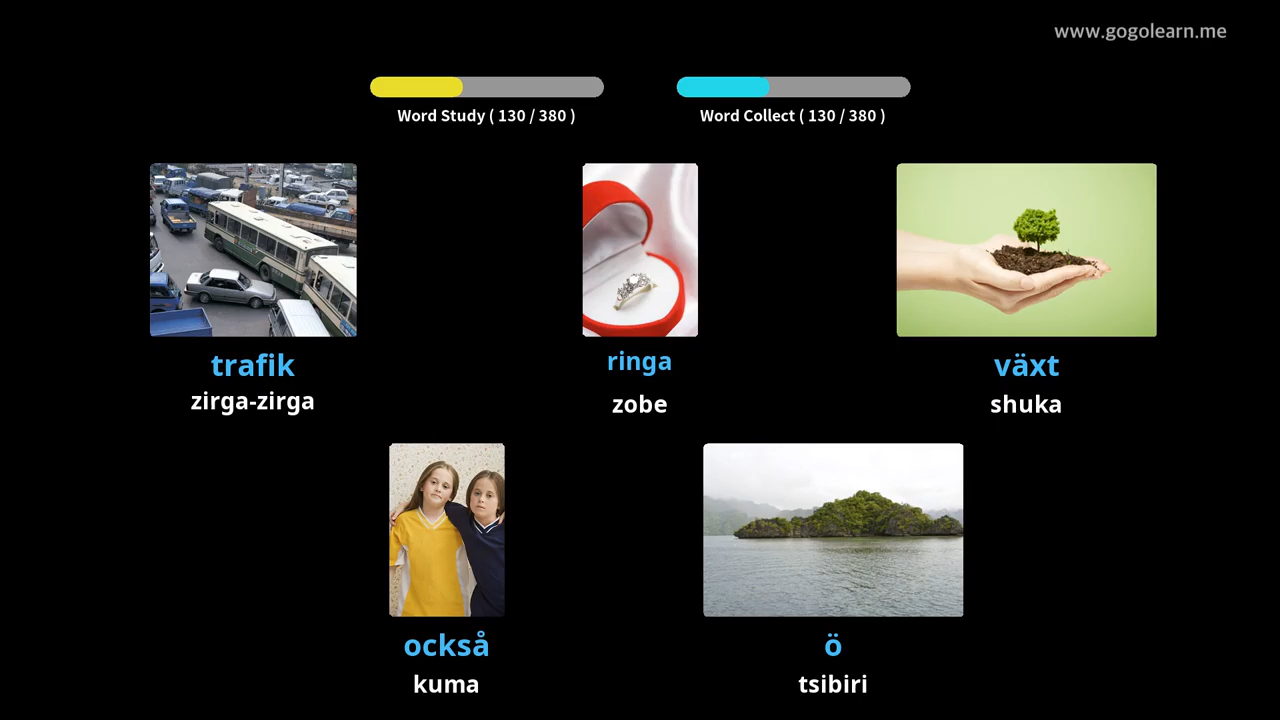 www.gogolearn.me
Word Study ( 130 / 380 )
Word Collect ( 130 / 380 )
trafik
zirga-zirga
ringa
zobe
växt
shuka
också
kuma
ö
tsibiri